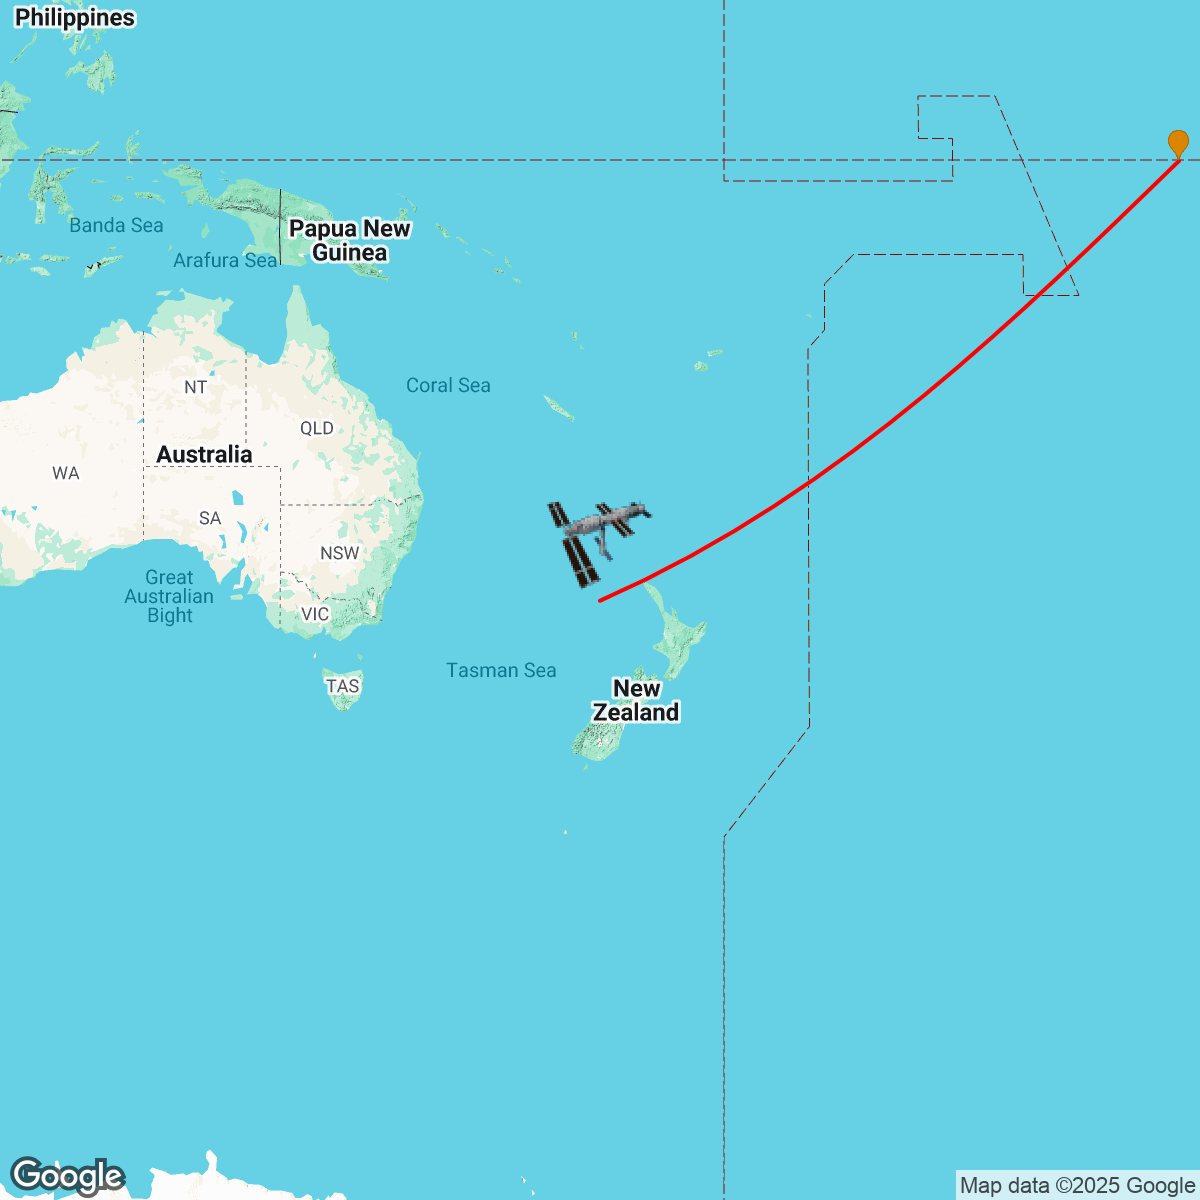 Philippines
Banda Sea
Arafura Sea
Papua New
Guinea
Coral Sea
NT
QLD
Australia
WA
SA
NSW
Great
Australian
Bight
VIC
Tasman Sea
TAS
New
Zealand
Google
Map data ©2025 Google